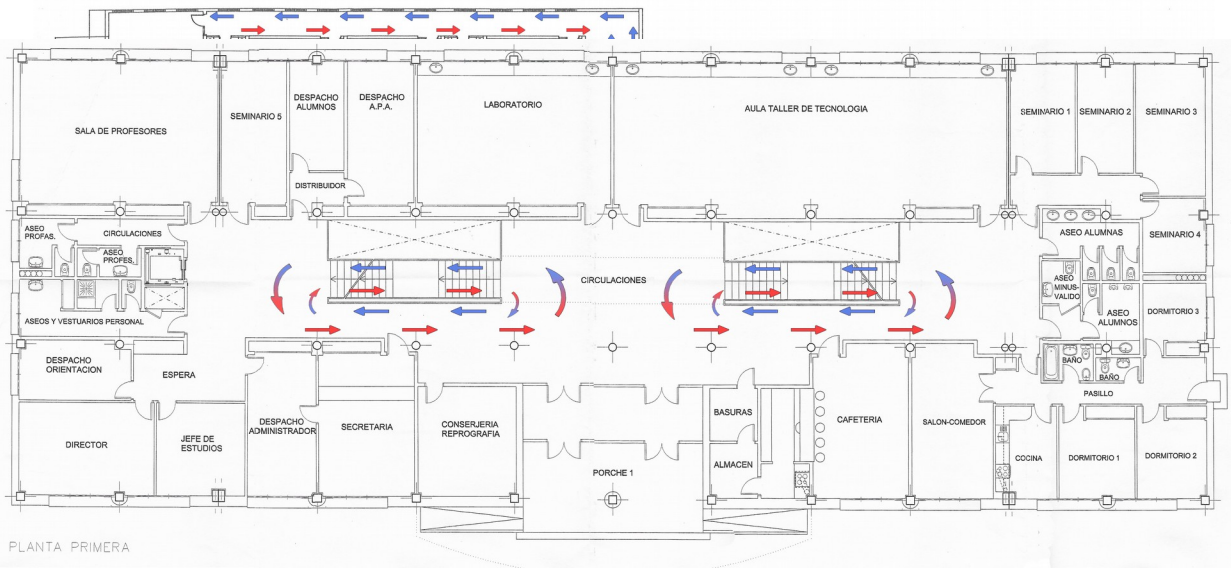 SALA DE PROFESORES
SEMINARIO 5
DESPACHO
ALUMNOS
DESPACHO
A.P.A.
LABORATORIO
AULA TALLER DE TECNOLOGIA
SEMINARIO 1
SEMINARIO 2
SEMINARIO 3
DISTRIBUIDOR
ASEO
PROFAS.
CIRCULACIONES
ASEO
PROFES.
ASEOS Y VESTUARIOS PERSONAL
CIRCULACIONES
ASEO ALUMNAS
SEMINARIO 4
ASEO
MINUS-
VALIDO
ASEO
ALUMNOS
DORMITORIO 3
DESPACHO
ORIENTACION
ESPERA
BAÑO
BAÑO
PASILLO
DIRECTOR
JEFE DE
ESTUDIOS
DESPACHO
ADMINISTRADOR
SECRETARIA
CONSERJERIA
REPROGRAFIA
BASURAS
ALMACEN
PORCHE 1
CAFETERIA
SALON-COMEDOR
COCINA
DORMITORIO 1
DORMITORIO 2
PLANTA PRIMERA